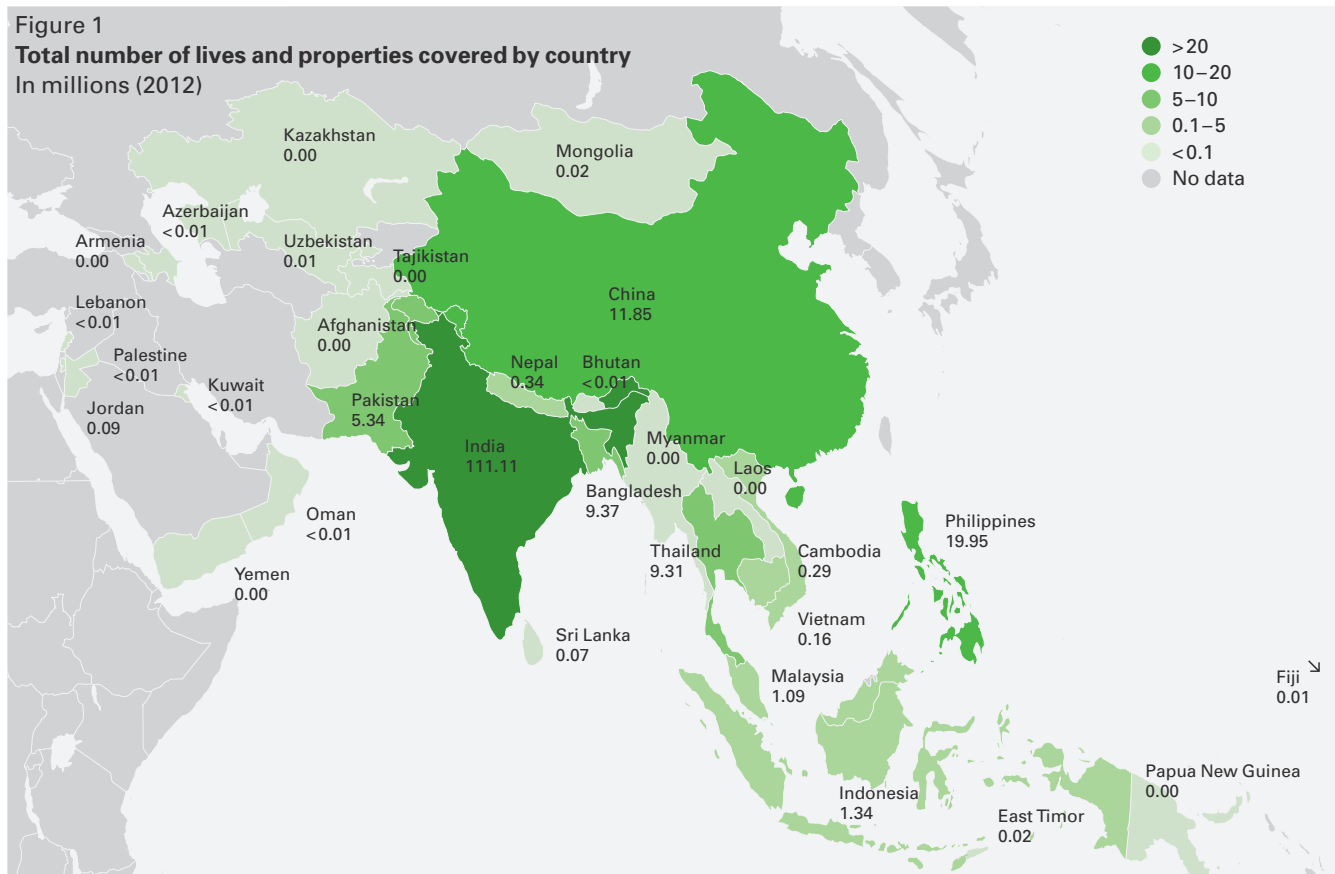 Figure 1
Total number of lives and properties covered by country
In millions (2012)
>20
10–20
5–10
0.1–5
<0.1
No data
Kazakhstan
0.00
Mongolia
0.02
Azerbaijan
<0.01
Armenia
0.00
Uzbekistan
0.01
Tajikistan
0.00
Lebanon
<0.01
China
11.85
Afghanistan
0.00
Palestine
<0.01
Nepal
0.34
Bhutan
<0.01
Kuwait
<0.01
Jordan
0.09
Pakistan
5.34
India
111.11
Myanmar
0.00
Laos
0.00
Bangladesh
9.37
Oman
<0.01
Philippines
19.95
Thailand
9.31
Cambodia
0.29
Yemen
0.00
Vietnam
0.16
Sri Lanka
0.07
Malaysia
1.09
Fiji
0.01
Indonesia
1.34
Papua New Guinea
0.00
East Timor
0.02